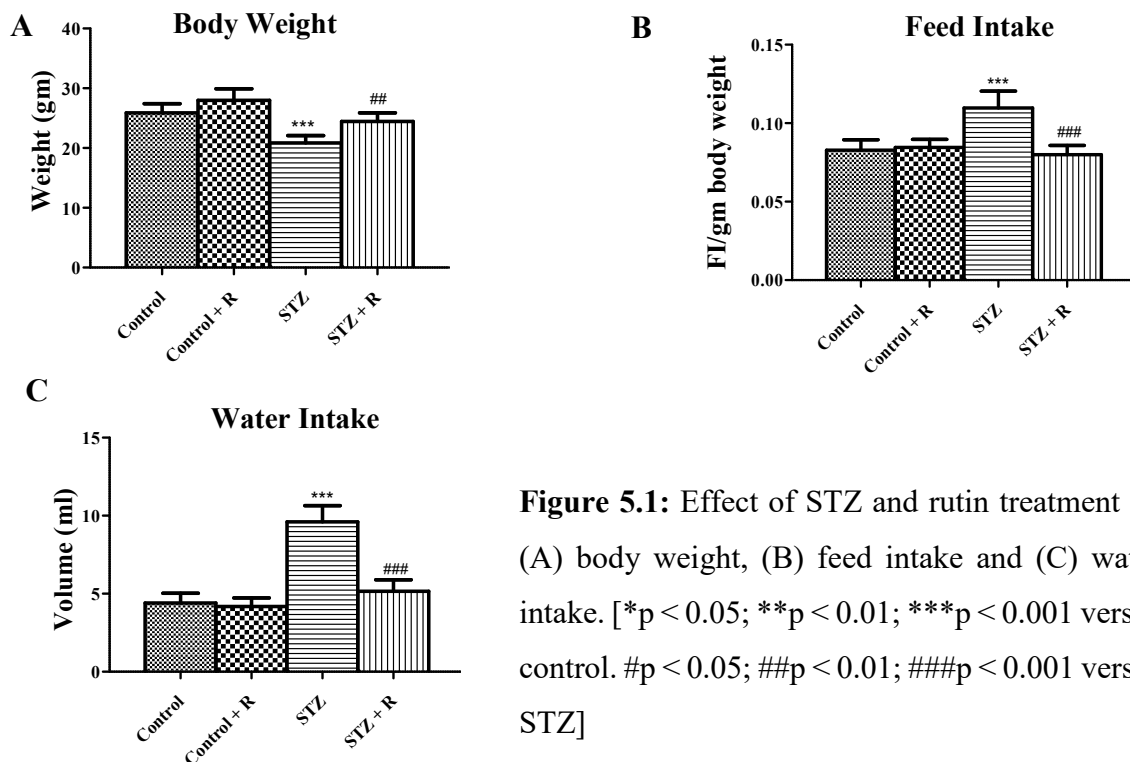 A
Body Weight
Weight (gm)
40
30
20
10
0
***
##
Control
Control + R
STZ
STZ + R
B
Feed Intake
FI/gm body weight
0.15
0.10
0.05
0.00
***
###
Control
Control + R
STZ
STZ + R
C
Water Intake
Volume (ml)
15
10
5
0
***
###
Control
Control + R
STZ
STZ + R
Figure 5.1: Effect of STZ and rutin treatment
(A) body weight, (B) feed intake and (C) wa
intake. [*p < 0.05; **p < 0.01; ***p < 0.001 vers
control. #p < 0.05; ##p < 0.01; ###p < 0.001 vers
STZ]